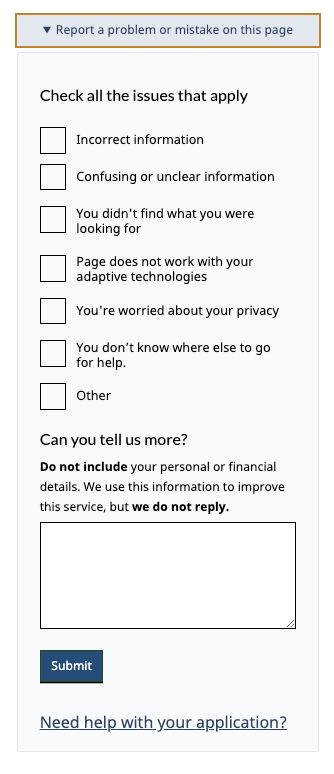 ▼ Report a problem or mistake on this page
Check all the issues that apply
Incorrect information
Confusing or unclear information
You didn't find what you were
looking for
Page does not work with your
adaptive technologies
You're worried about your privacy
You don’t know where else to go
for help.
Other
Can you tell us more?
Do not include your personal or financial
details. We use this information to improve
this service, but we do not reply.
Submit
Need help with your application?